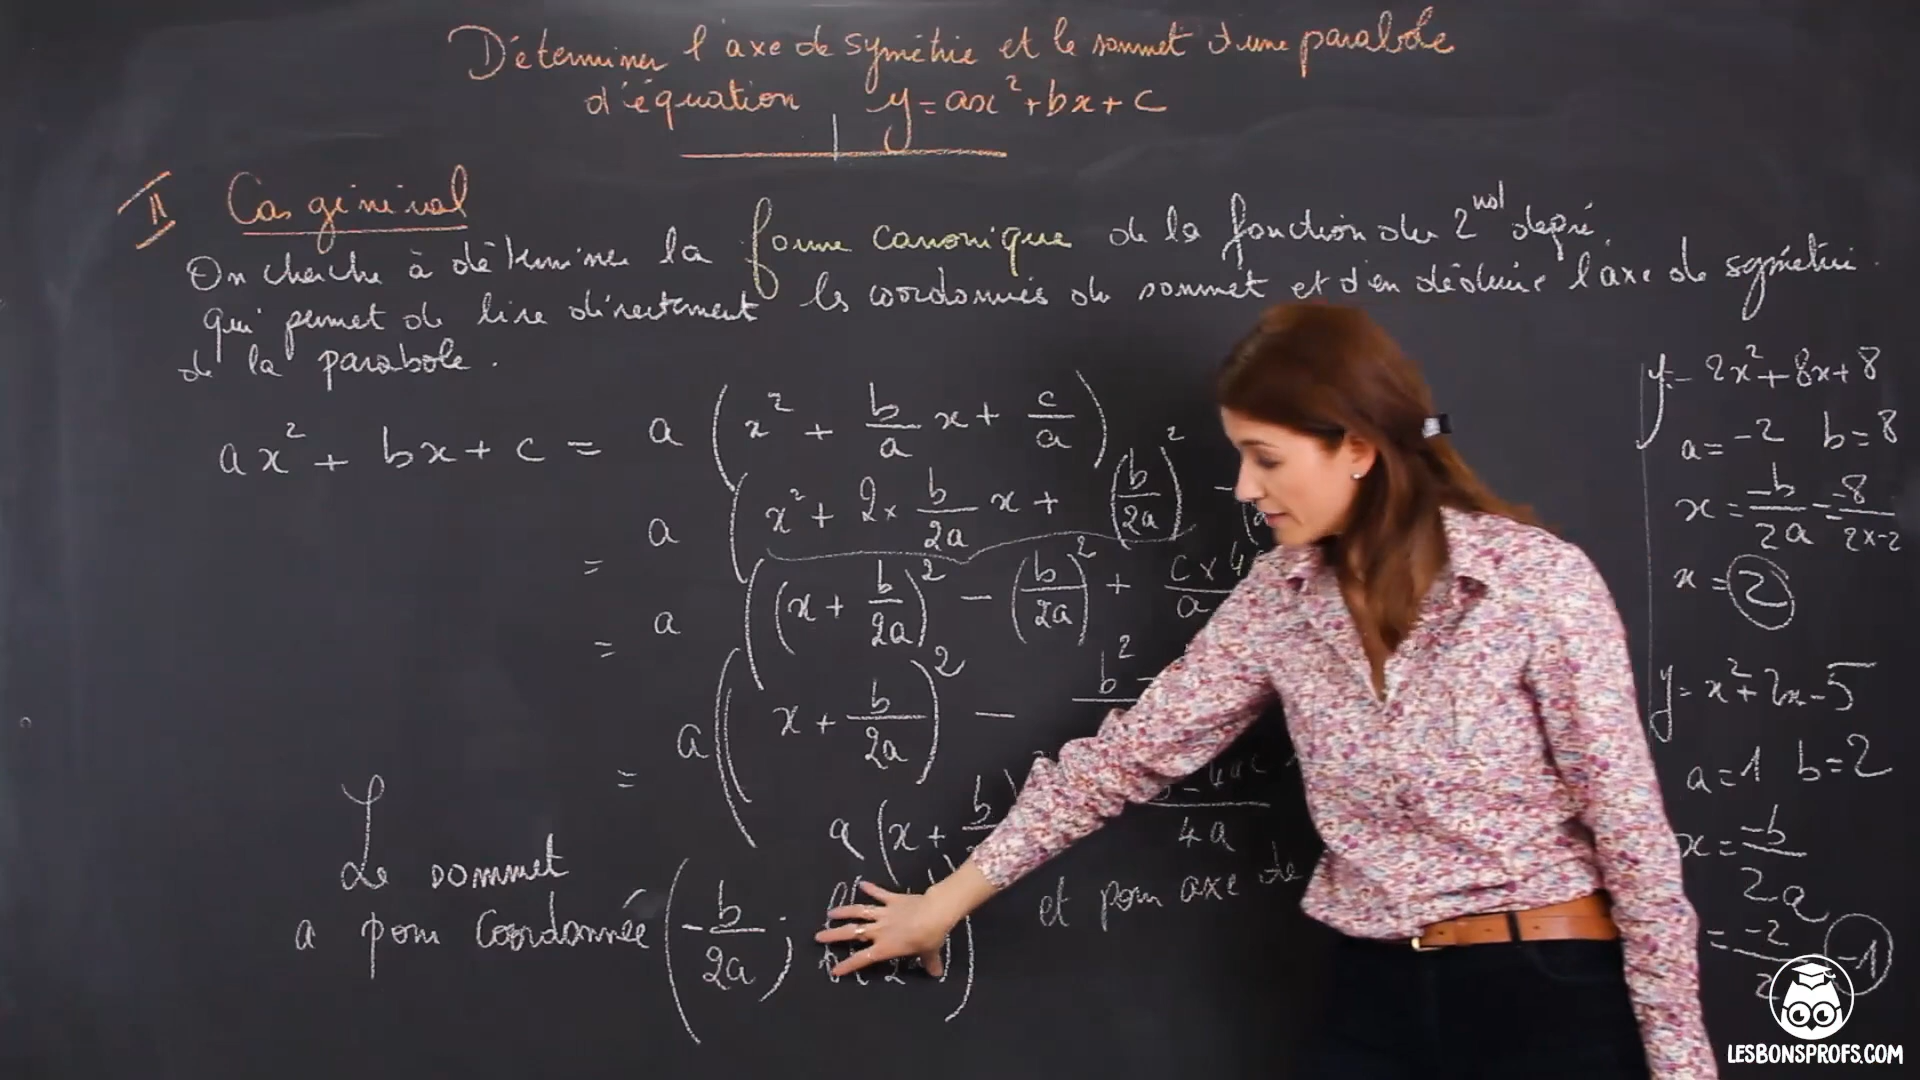 Déterminer l'axe de symétrie et le sommet d'une parabole
d'équation y = ax² + bx + c
II Cas général
On cherche à déterminer la forme canonique de la fonction du 2nd degré
qui permet de lire directement les coordonnées du sommet et d'en déduire l'axe de symétrie
de la parabole.
ax² + bx + c = a (x² + b/a x + c/a)
= a (x² + 2 × b/2a x + (b/2a)² -
= a ((x + b/2a)² - (b/2a)² + c × 4
= a ((x + b/2a)² - b²
a (x + b
4a
Le sommet
a pour coordonnée (-b/2a ;
et pour axe de
y = -2x² + 8x + 8
a = -2 b = 8
x = -b/2a = -8/2x-2
x = 2
y = x² + 2x - 5
a = 1 b = 2
x = -b/2a
= -2/2 -1
LESBONSPROFS.COM